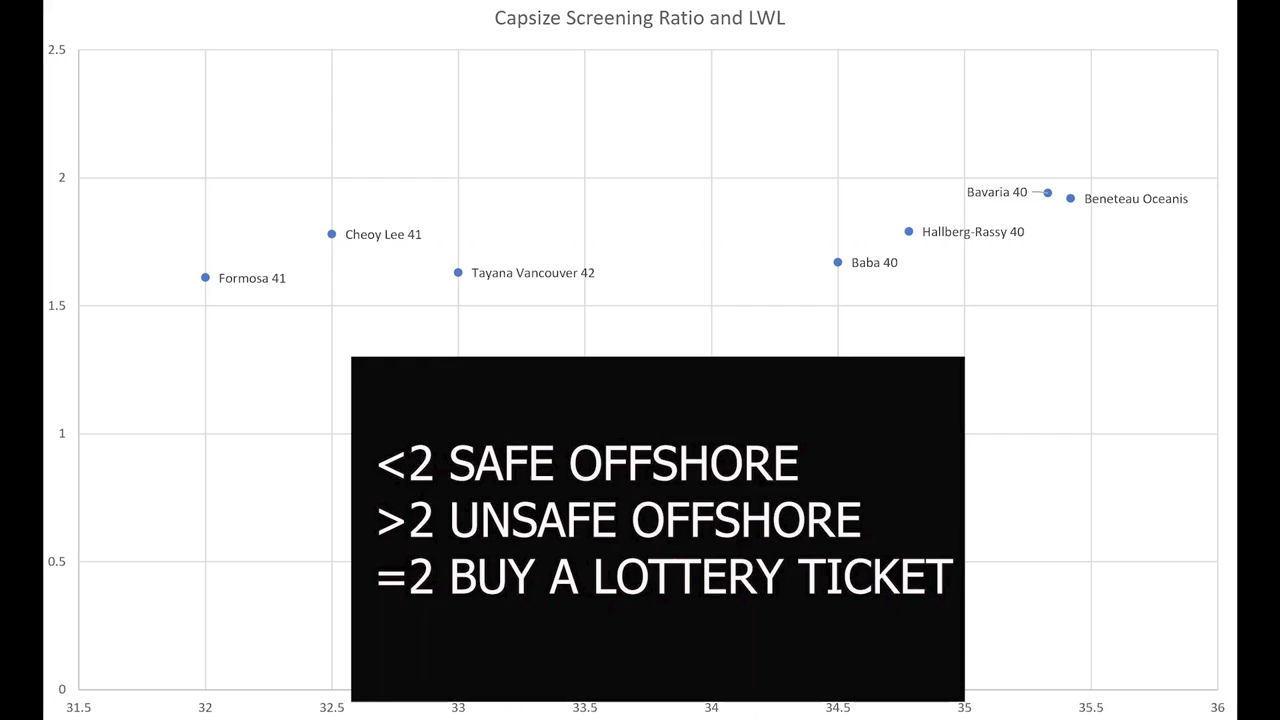 Capsize Screening Ratio and LWL
2.5
2
Bavaria 40
Beneteau Oceanis
Cheoy Lee 41
Hallberg-Rassy 40
Formosa 41
Tayana Vancouver 42
Baba 40
1.5
1
<2 SAFE OFFSHORE
>2 UNSAFE OFFSHORE
0.5
=2 BUY A LOTTERY TICKET
0
31.5 32 32.5 33 33.5 34 34.5 35 35.5 36